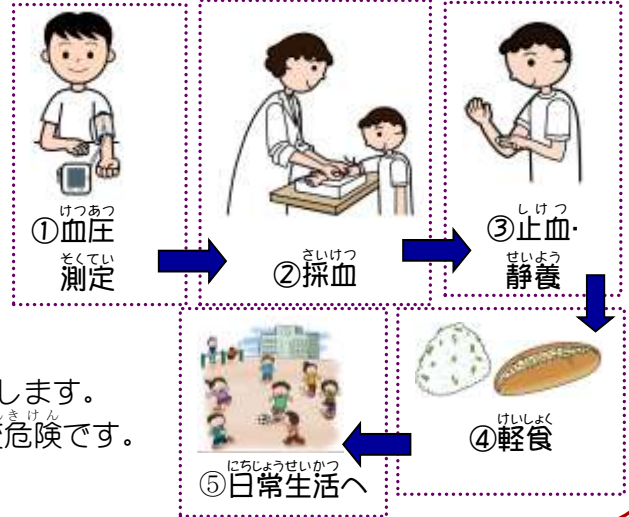 けつあつ
①血圧
そくてい
測定
さいけつ
②採血
しけつ
③止血・
せいよう
静養
けいしょく
④軽食
にちじょうせいかつ
⑤日常生活へ
します。
きけん
危険です。